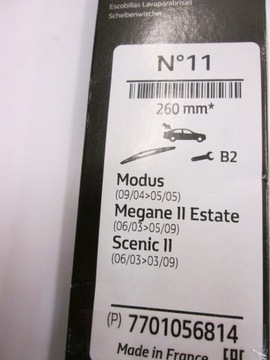 Escobillas Lavaparabrisas
Scheibenwischer
N°11
260 mm*
B2
Modus
(09/04>05/05)
Megane II Estate
(06/03>05/09)
Scenic II
(06/03>03/09)
(P) 7701056814
Made in France EAC